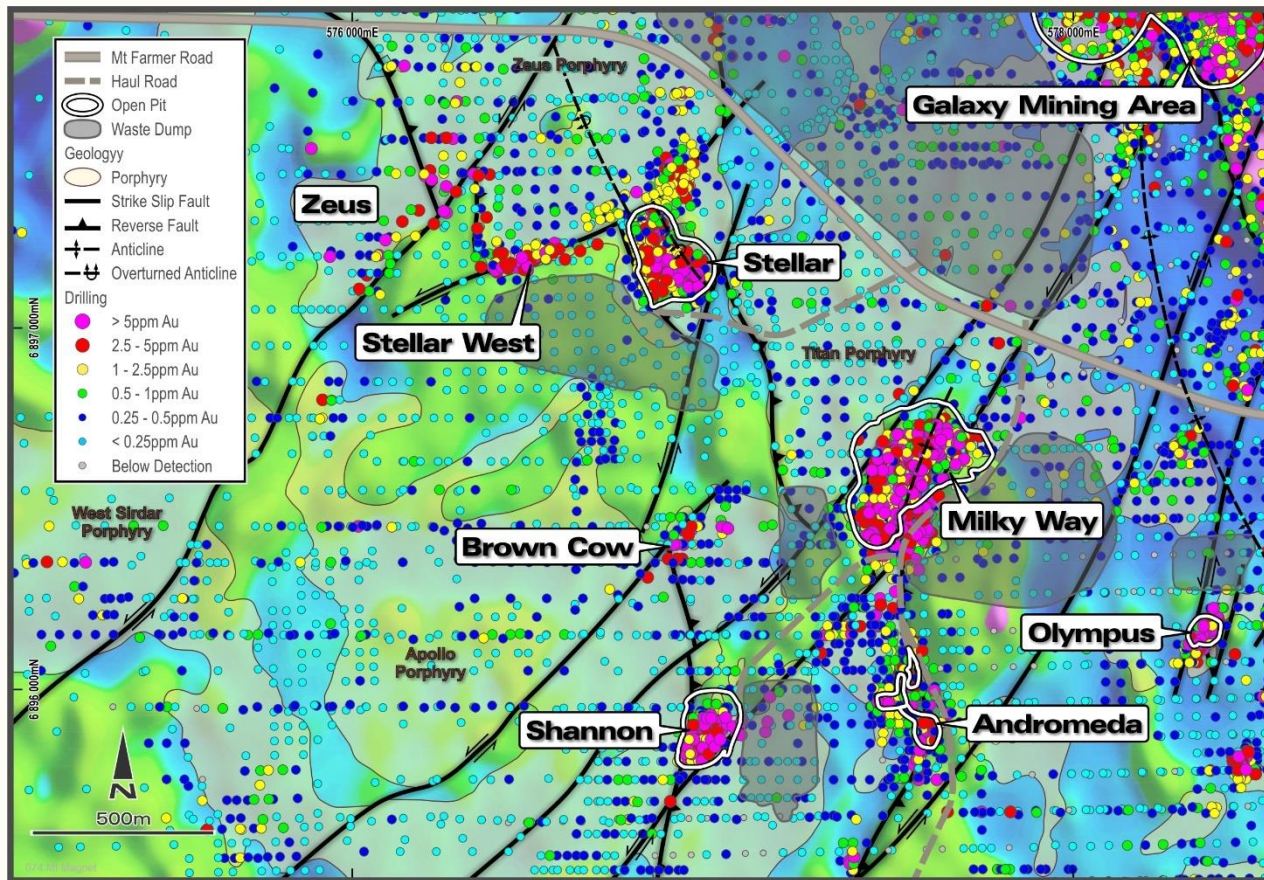 576 000mE
578 000mE
Mt Farmer Road
Haul Road
Open Pit
Waste Dump
Geologyy
Porphyry
Strike Slip Fault
Reverse Fault
Anticline
Overturned Anticline
Drilling
> 5ppm Au
2.5 - 5ppm Au
1 - 2.5ppm Au
0.5 - 1ppm Au
0.25 - 0.5ppm Au
< 0.25ppm Au
Below Detection
Zeus Porphyry
Galaxy Mining Area
Zeus
Stellar
6 897 000mN
Stellar West
Titan Porphyry
West Sirdar
Porphyry
Milky Way
Brown Cow
Olympus
Apollo
Porphyry
6 896 000mN
Shannon
Andromeda
N
500m
674 Mt Magnet